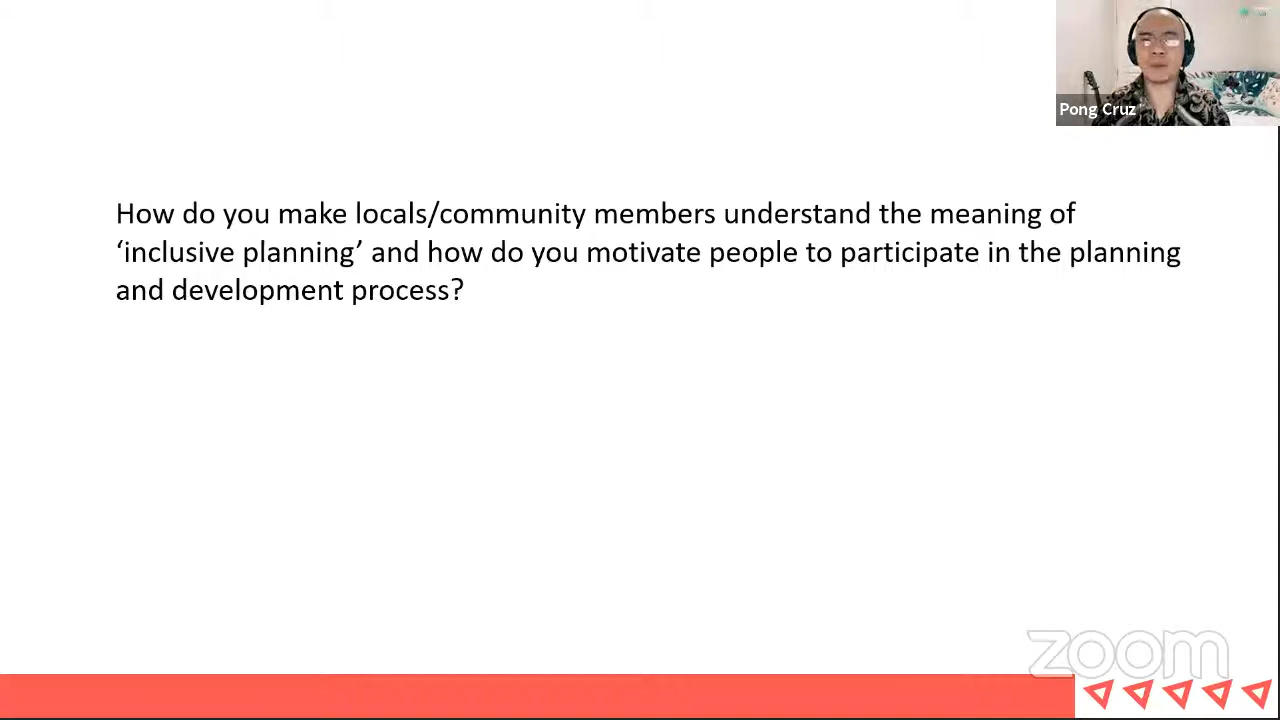 Pong Cruz
How do you make locals/community members understand the meaning of
‘inclusive planning’ and how do you motivate people to participate in the planning
and development process?
zoom